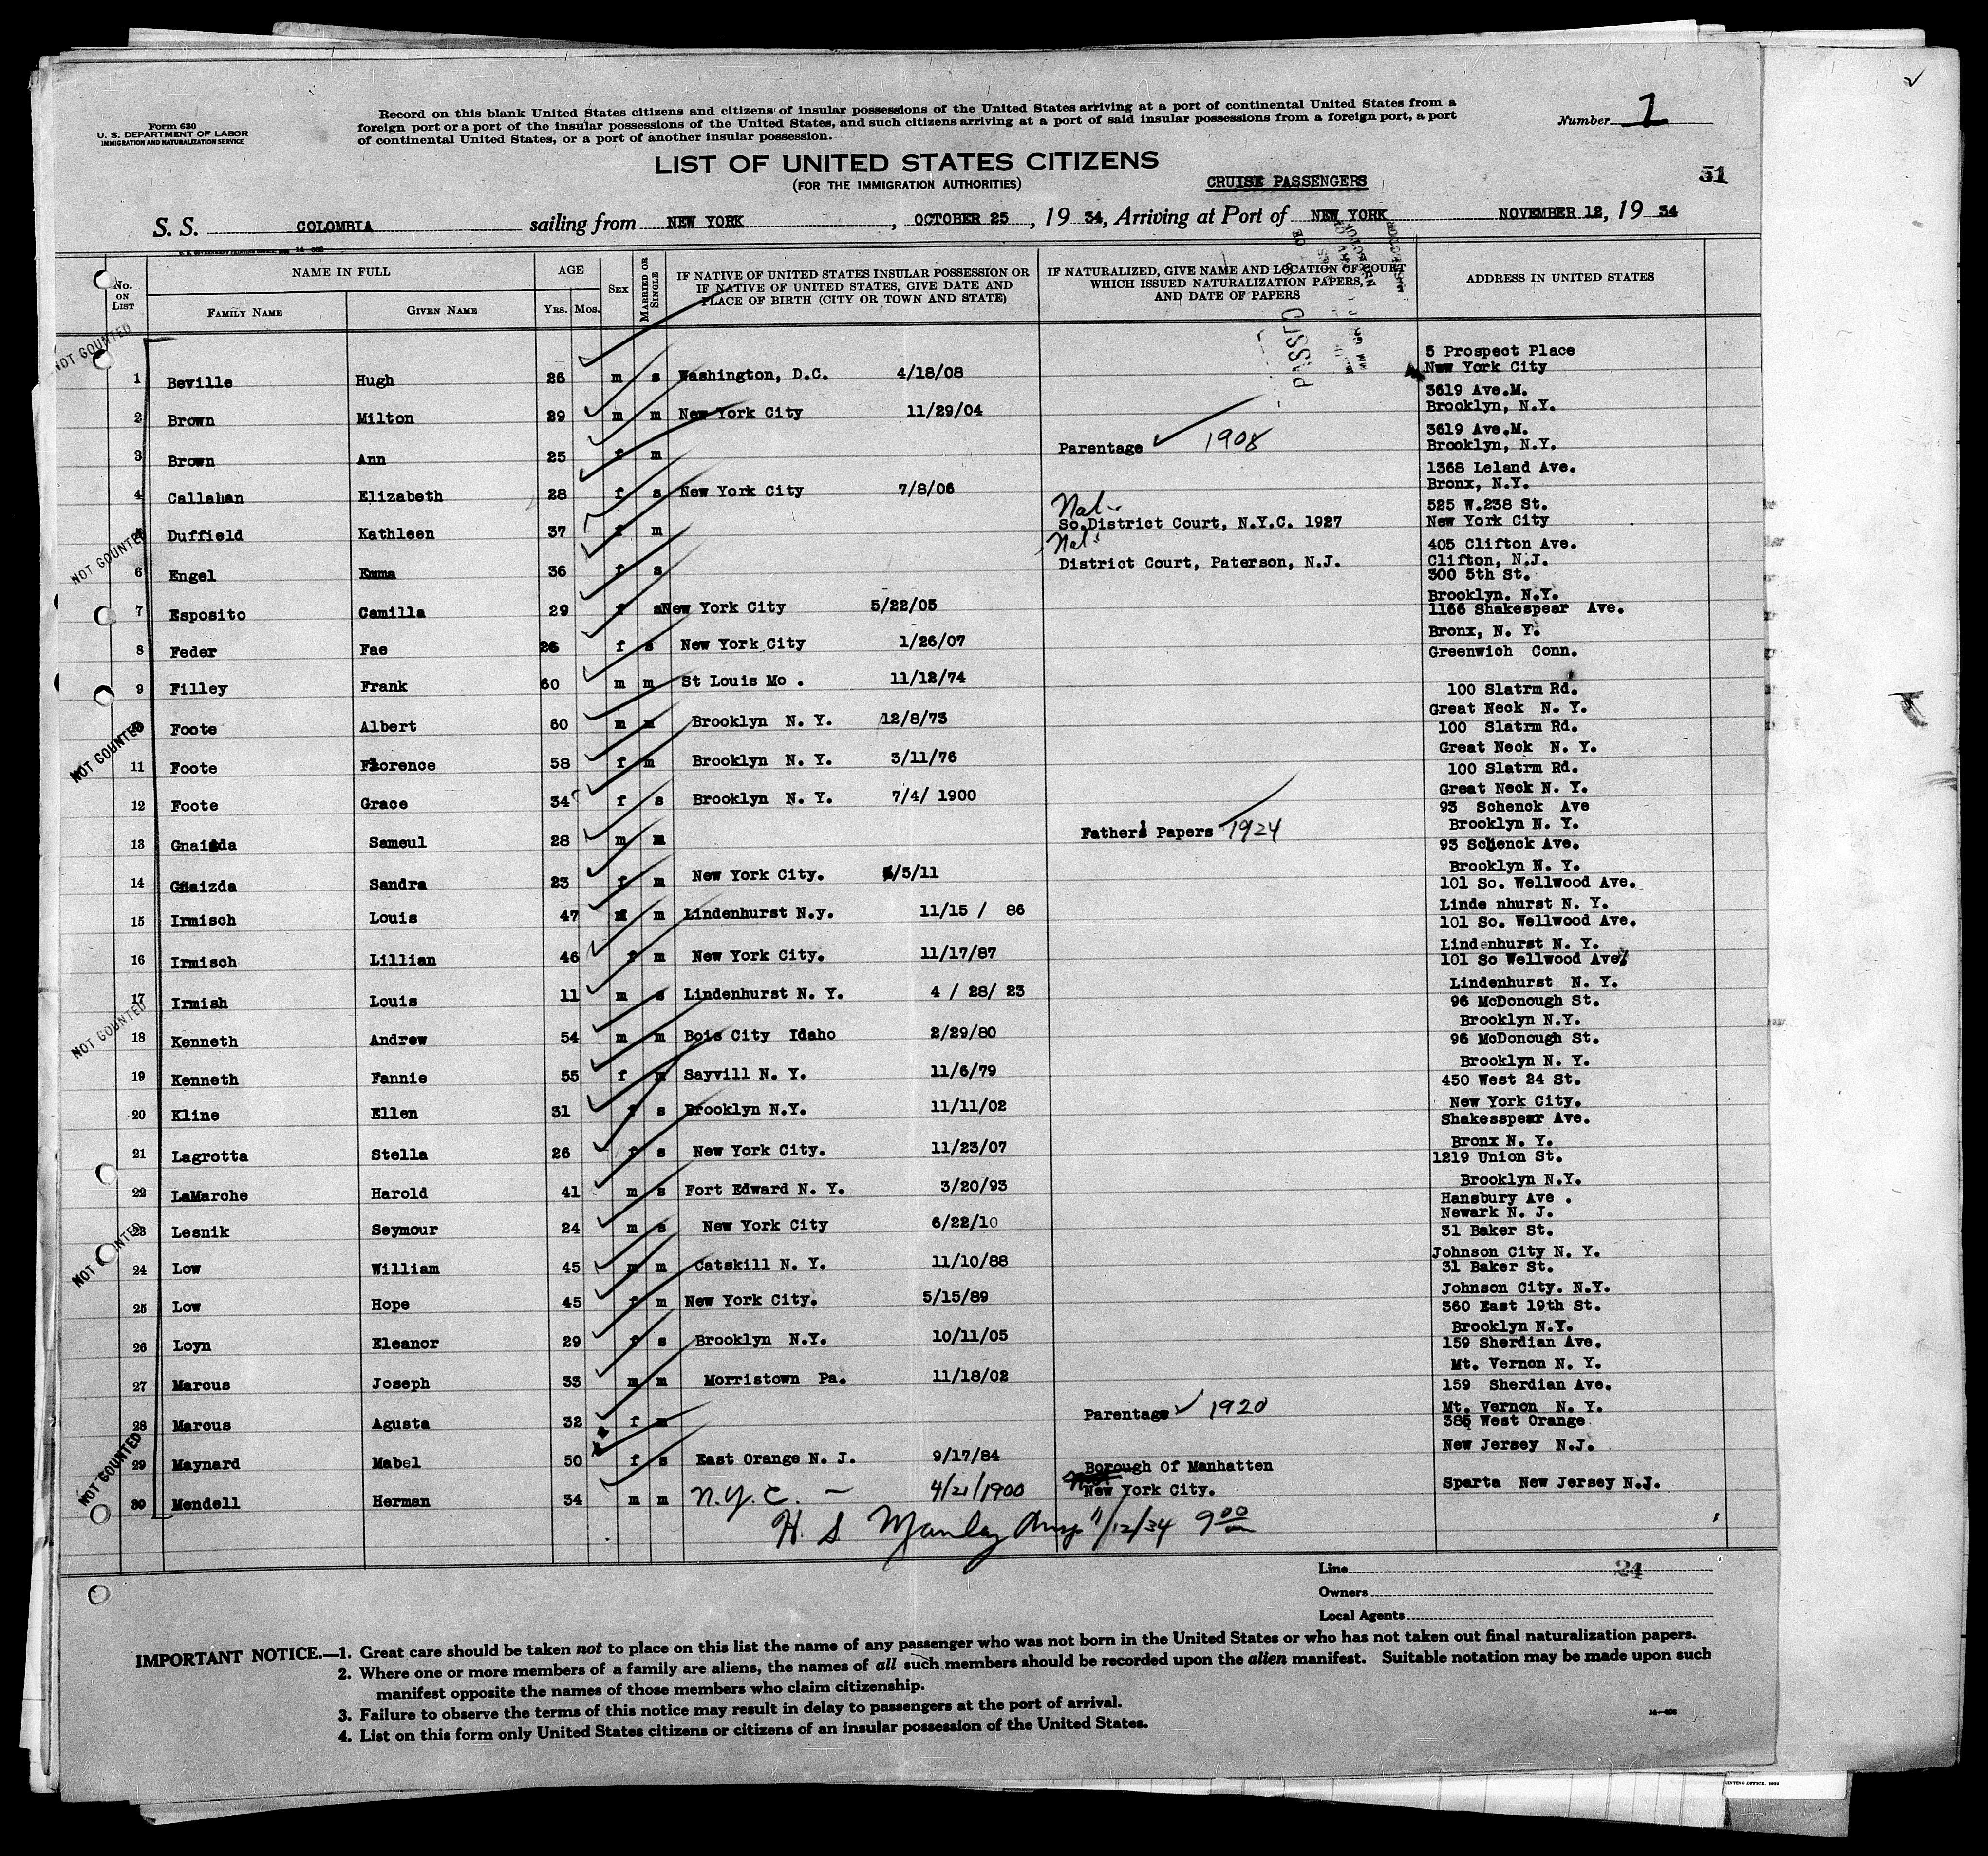 Form 630
U. S. DEPARTMENT OF LABOR
IMMIGRATION AND NATURALIZATION SERVICE
Record on this blank United States citizens and citizens of insular possessions of the United States arriving at a port of continental United States from a
foreign port or a port of the insular possessions of the United States, and such citizens arriving at a port of said insular possessions from a foreign port, a port
of continental United States, or a port of another insular possession.
Number 1
LIST OF UNITED STATES CITIZENS
(FOR THE IMMIGRATION AUTHORITIES)
CRUISE PASSENGERS
51
S. S. COLOMBIA sailing from NEW YORK, OCTOBER 25, 19 34, Arriving at Port of NEW YORK NOVEMBER 12, 19 34
No. ON LIST NAME IN FULL AGE SEX MARRIED OR SINGLE IF NATIVE OF UNITED STATES INSULAR POSSESSION OR IF NATIVE OF UNITED STATES, GIVE DATE AND PLACE OF BIRTH (CITY OR TOWN AND STATE) IF NATURALIZED, GIVE NAME AND LOCATION OF COURT WHICH ISSUED NATURALIZATION PAPERS, AND DATE OF PAPERS ADDRESS IN UNITED STATES
FAMILY NAME GIVEN NAME YRS. MOS.
NOT COUNTED
PASSED
5 Prospect Place
1 Beville Hugh 26 m s Washington, D.C. 4/18/08 New York City
3619 Ave.M.
2 Brown Milton 29 m m New York City 11/29/04 Brooklyn, N.Y.
3619 Ave.M.
3 Brown Ann 25 f m Parentage 1908 Brooklyn, N.Y.
1368 Leland Ave.
4 Callahan Elizabeth 28 f s New York City 7/8/06 Bronx, N.Y.
Nat. 525 W.238 St.
5 Duffield Kathleen 37 f m So.District Court, N.Y.C. 1927 New York City
NOT COUNTED
Nat. 405 Clifton Ave.
6 Engel Emma 36 f s District Court, Paterson, N.J. Clifton, N.J.
300 5th St.
7 Esposito Camilla 29 f s New York City 5/22/05 Brooklyn. N.Y.
1166 Shakespear Ave.
8 Feder Fae 26 f s New York City 1/26/07 Bronx, N. Y.
Greenwich Conn.
9 Filley Frank 60 m m St Louis Mo . 11/12/74
100 Slatrm Rd.
Great Neck N. Y.
10 Foote Albert 60 m m Brooklyn N. Y. 12/8/73 100 Slatrm Rd.
NOT COUNTED
Great Neck N. Y.
11 Foote Florence 58 f m Brooklyn N. Y. 3/11/76 100 Slatrm Rd.
Great Neck N. Y.
12 Foote Grace 34 f s Brooklyn N. Y. 7/4/ 1900 93 Schenck Ave
Brooklyn N. Y.
13 Gnaizda Sameul 28 m m Fathers Papers 1924 93 Schenck Ave.
Brooklyn N. Y.
14 Gnaizda Sandra 23 f m New York City. /5/11 101 So. Wellwood Ave.
Linde nhurst N. Y.
15 Irmisch Louis 47 m m Lindenhurst N.y. 11/15 / 86 101 So. Wellwood Ave.
Lindenhurst N. Y.
16 Irmisch Lillian 46 f m New York City. 11/17/87 101 So Wellwood Ave.
Lindenhurst N. Y.
17 Irmish Louis 11 m s Lindenhurst N. Y. 4 / 28/ 23 96 McDonough St.
NOT COUNTED
Brooklyn N.Y.
18 Kenneth Andrew 54 m m Bois City Idaho 2/29/80 96 McDonough St.
Brooklyn N. Y.
19 Kenneth Fannie 55 f m Sayvill N. Y. 11/6/79 450 West 24 St.
New York City.
20 Kline Ellen 31 f s Brooklyn N.Y. 11/11/02 Shakesspear Ave.
Bronx N. Y.
21 Lagrotta Stella 26 f s New York City. 11/23/07 1219 Union St.
Brooklyn N.Y.
22 LaMarche Harold 41 m s Fort Edward N. Y. 3/20/93 Hansbury Ave .
Newark N. J.
23 Lesnik Seymour 24 m s New York City 6/22/10 31 Baker St.
NOT COUNTED
Johnson City N. Y.
24 Low William 45 m m Catskill N. Y. 11/10/88 31 Baker St.
Johnson City. N.Y.
25 Low Hope 45 f m New York City. 5/15/89 360 East 19th St.
Brooklyn N.Y.
26 Loyn Eleanor 29 f s Brooklyn N.Y. 10/11/05 159 Sherdian Ave.
Mt. Vernon N. Y.
27 Marcus Joseph 33 m m Morristown Pa. 11/18/02 159 Sherdian Ave.
Mt. Vernon N. Y.
28 Marcus Agusta 32 f m Parentage 1920 385 West Orange
New Jersey N.J.
29 Maynard Mabel 50 f s East Orange N. J. 9/17/84 Borough Of Manhatten
NOT COUNTED
30 Mendell Herman 34 m m N.Y.C. — 4/21/1900 New York City. Sparta New Jersey N.J.
H. S. Manley Insp 11/12/34 9 00 am
Line 24
Owners
Local Agents
IMPORTANT NOTICE.—1. Great care should be taken not to place on this list the name of any passenger who was not born in the United States or who has not taken out final naturalization papers.
2. Where one or more members of a family are aliens, the names of all such members should be recorded upon the alien manifest. Suitable notation may be made upon such
manifest opposite the names of those members who claim citizenship.
3. Failure to observe the terms of this notice may result in delay to passengers at the port of arrival.
4. List on this form only United States citizens or citizens of an insular possession of the United States.